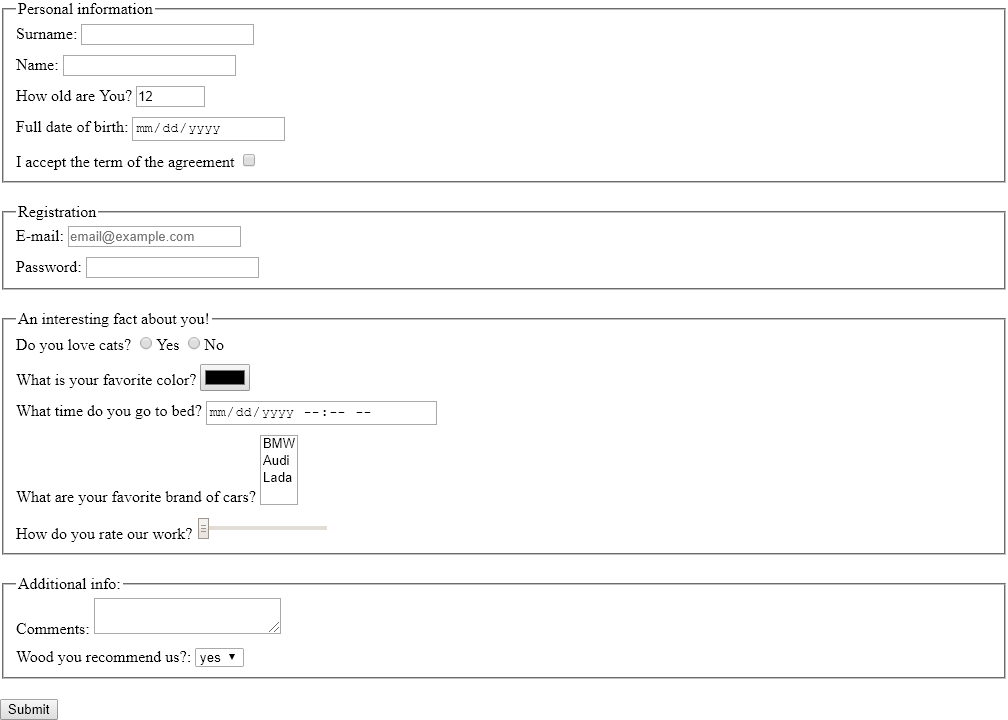 Personal information
Surname:
Name:
How old are You? 12
Full date of birth: mm/dd/yyyy
I accept the term of the agreement
Registration
E-mail: email@example.com
Password:
An interesting fact about you!
Do you love cats? Yes No
What is your favorite color?
What time do you go to bed? mm/dd/yyyy --:-- --
BMW
Audi
Lada
What are your favorite brand of cars?
How do you rate our work?
Additional info:
Comments:
Wood you recommend us?: yes
Submit